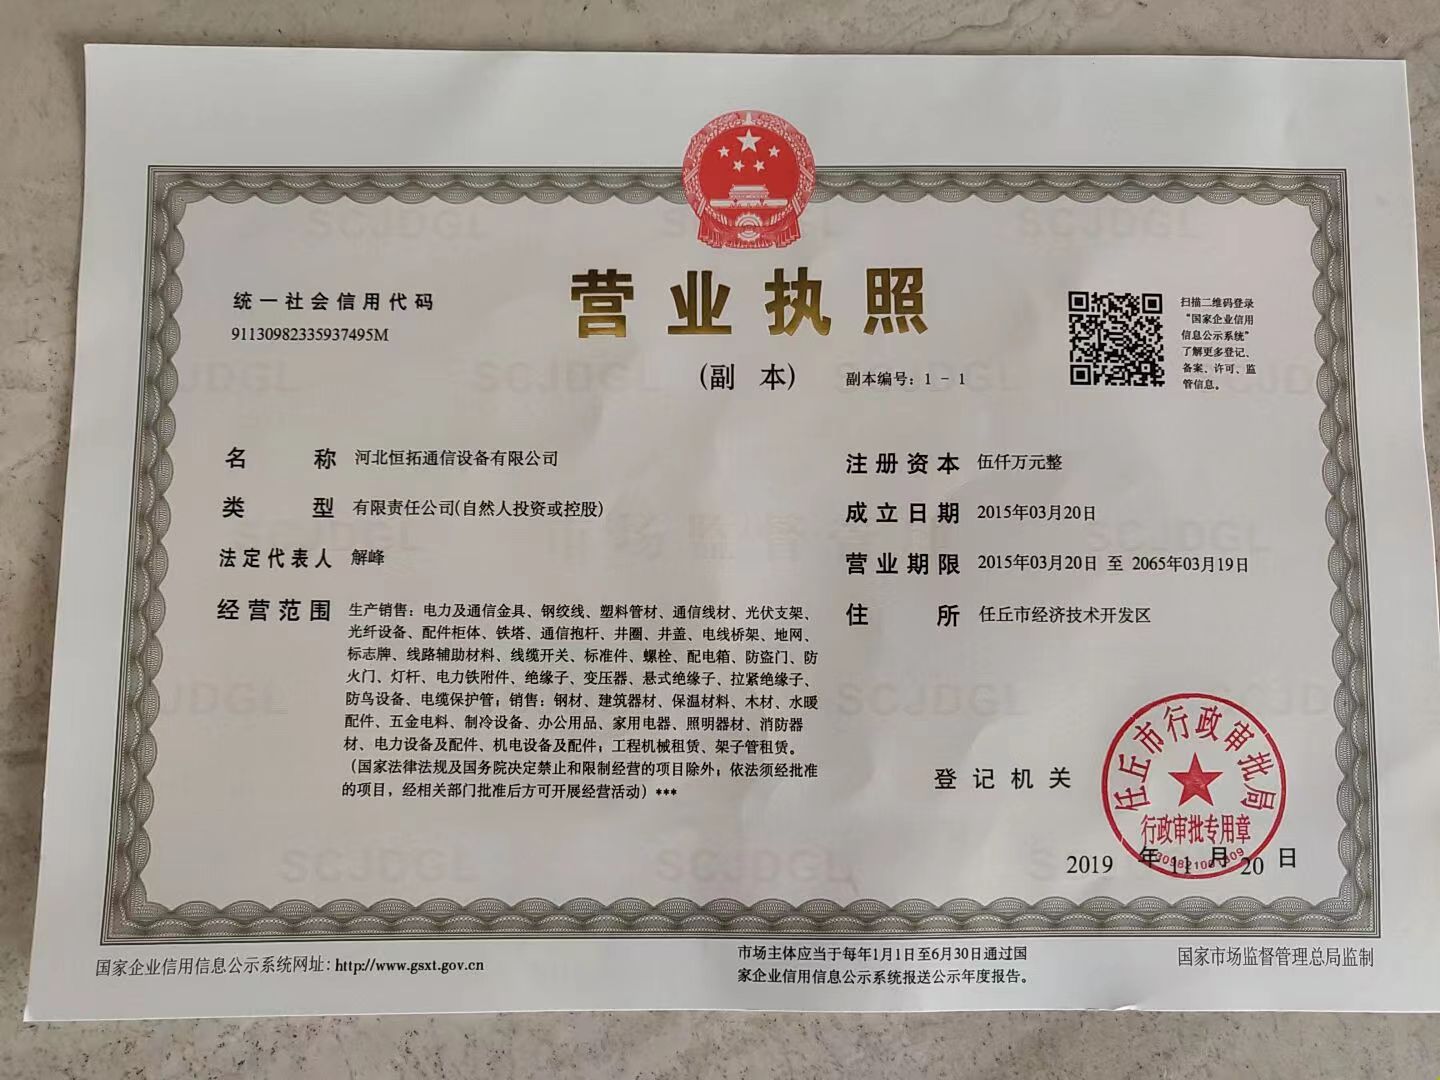 营业执照
(副 本)
副本编号：1 - 1
统一社会信用代码
91130982335937495M
扫描二维码登录
“国家企业信用
信息公示系统”
了解更多登记、
备案、许可、监
管信息。
名 称 河北恒拓通信设备有限公司
类 型 有限责任公司(自然人投资或控股)
法定代表人 解峰
经营范围 生产销售：电力及通信金具、钢绞线、塑料管材、通信线材、光伏支架、
光纤设备、配件柜体、铁塔、通信抱杆、井圈、井盖、电线桥架、地网、
标志牌、线路辅助材料、线缆开关、标准件、螺栓、配电箱、防盗门、防
火门、灯杆、电力铁附件、绝缘子、变压器、悬式绝缘子、拉紧绝缘子、
防鸟设备、电缆保护管；销售：钢材、建筑器材、保温材料、木材、水暖
配件、五金电料、制冷设备、办公用品、家用电器、照明器材、消防器
材、电力设备及配件、机电设备及配件；工程机械租赁、架子管租赁。
（国家法律法规及国务院决定禁止和限制经营的项目除外；依法须经批准
的项目，经相关部门批准后方可开展经营活动）***
注册资本 伍仟万元整
成立日期 2015年03月20日
营业期限 2015年03月20日 至 2065年03月19日
住 所 任丘市经济技术开发区
登记机关
任丘市行政审批局
行政审批专用章
2019 年 11 月 20 日
国家企业信用信息公示系统网址：http://www.gsxt.gov.cn
市场主体应当于每年1月1日至6月30日通过国
家企业信用信息公示系统报送公示年度报告。
国家市场监督管理总局监制
SCJDGL